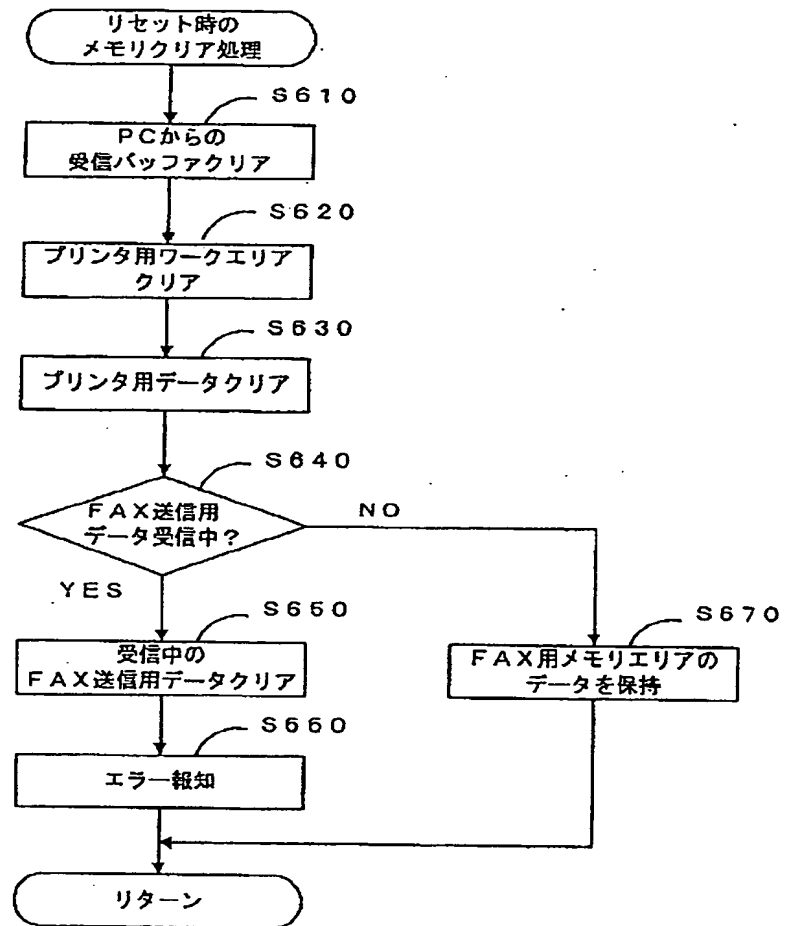 リセット時の
メモリクリア処理
S610
PCからの
受信バッファクリア
S620
プリンタ用ワークエリア
クリア
S630
プリンタ用データクリア
S640
FAX送信用
データ受信中?
NO
YES
S650
受信中の
FAX送信用データクリア
S670
FAX用メモリエリアの
データを保持
S660
エラー報知
リターン